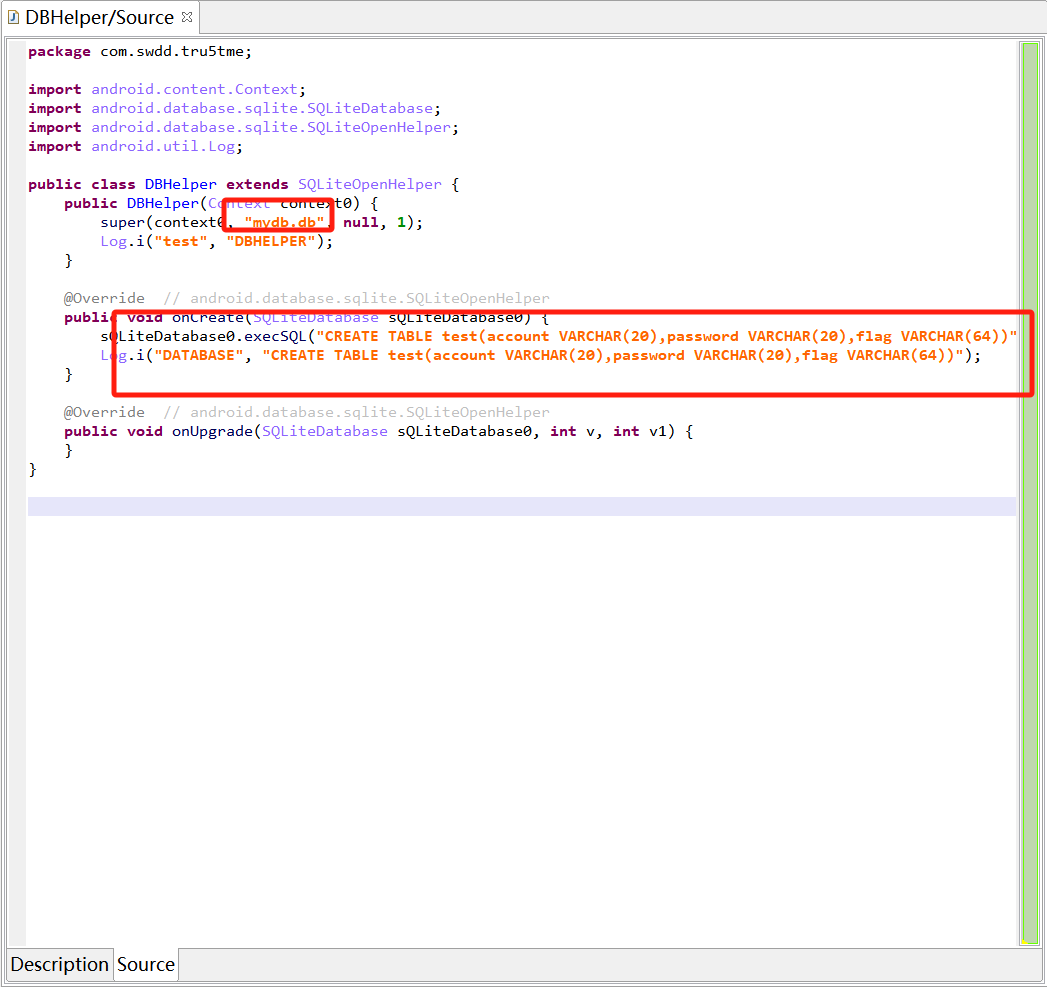 DBHelper/Source
package com.swdd.tru5tme;
import android.content.Context;
import android.database.sqlite.SQLiteDatabase;
import android.database.sqlite.SQLiteOpenHelper;
import android.util.Log;
public class DBHelper extends SQLiteOpenHelper {
public DBHelper(Context context0) {
super(context0, "mydb.db", null, 1);
Log.i("test", "DBHELPER");
}
@Override  // android.database.sqlite.SQLiteOpenHelper
public void onCreate(SQLiteDatabase sQLiteDatabase0) {
sQLiteDatabase0.execSQL("CREATE TABLE test(account VARCHAR(20),password VARCHAR(20),flag VARCHAR(64))"
Log.i("DATABASE", "CREATE TABLE test(account VARCHAR(20),password VARCHAR(20),flag VARCHAR(64))");
}
@Override  // android.database.sqlite.SQLiteOpenHelper
public void onUpgrade(SQLiteDatabase sQLiteDatabase0, int v, int v1) {
}
}
Description Source